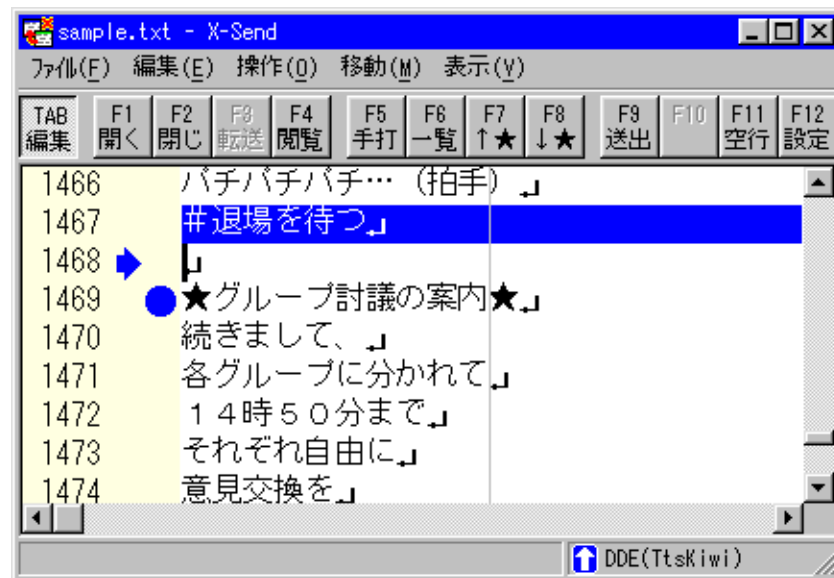 sample.txt - X-Send
ﾌｧｲﾙ(F) 編集(E) 操作(O) 移動(M) 表示(V)
TAB F1 F2 F3 F4 F5 F6 F7 F8 F9 F10 F11 F12
編集 開く 閉じ 転送 閲覧 手打 一覧 ↑★ ↓★ 送出 空行 設定
1466 パチパチパチ…（拍手）
1467 ＃退場を待つ
1468
1469 ★グループ討議の案内★
1470 続きまして、
1471 各グループに分かれて
1472 １４時５０分まで
1473 それぞれ自由に
1474 意見交換を
DDE(TtsKiwi)